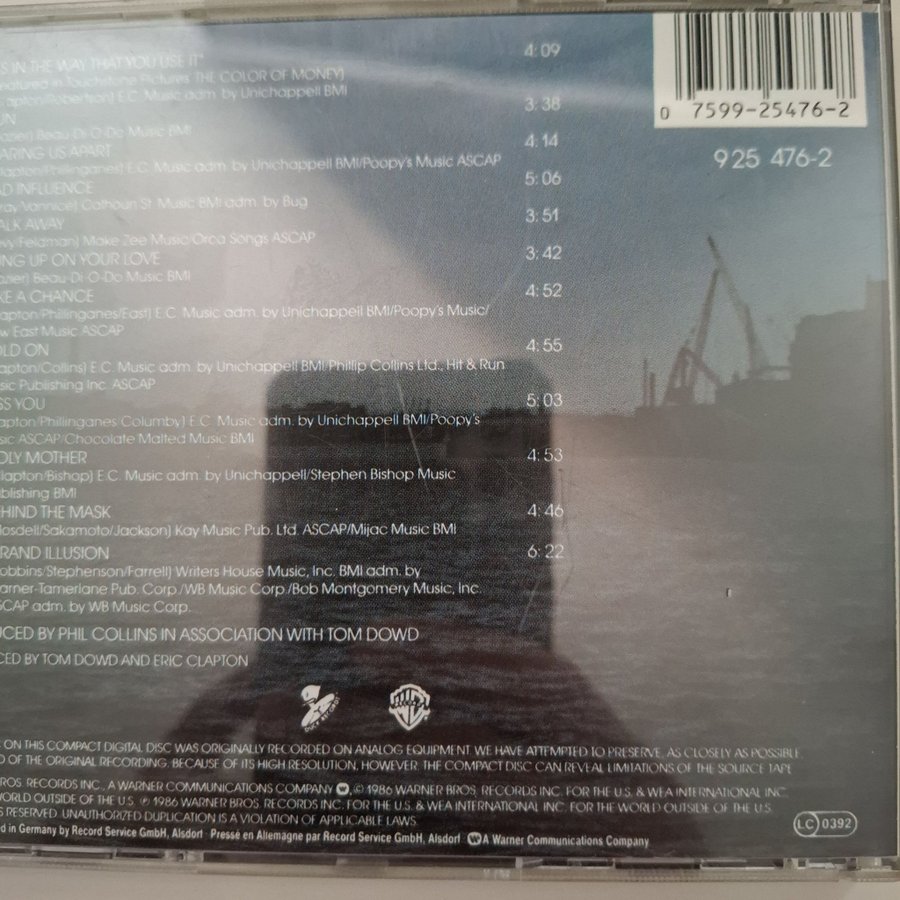 S IN THE WAY THAT YOU USE IT" 4:09
eatured in Touchstone Pictures' THE COLOR OF MONEY)
lapton/Robertson) E.C. Music adm. by Unichappell BMI
UN 3:38
azier) Beau Di-O-Do Music BMI
ARING US APART 4:14
lapton/Phillinganes) E.C. Music adm. by Unichappell BMI/Poopy's Music ASCAP
AD INFLUENCE 5:06
ray/Vannice) Calhoun St. Music BMI adm. by Bug
ALK AWAY 3:51
evy/Feldman) Make Zee Music/Orca Songs ASCAP
NG UP ON YOUR LOVE 3:42
azier) Beau Di-O-Do Music BMI
KE A CHANCE 4:52
apton/Phillinganes/East) E.C. Music adm. by Unichappell BMI/Poopy's Music/
w East Music ASCAP
OLD ON 4:55
apton/Collins) E.C. Music adm. by Unichappell BMI/Phillip Collins Ltd., Hit & Run
sic Publishing Inc. ASCAP
SS YOU 5:03
apton/Phillinganes Columby) E.C. Music adm. by Unichappell BMI/Poopy's
sic ASCAP/Chocolate Malted Music BMI
OLY MOTHER 4:53
lapton/Bishop) E.C. Music adm. by Unichappell/Stephen Bishop Music
blishing BMI
EHIND THE MASK 4:46
osdell/Sakamoto/Jackson) Kay Music Pub. Ltd. ASCAP/Mijac Music BMI
RAND ILLUSION 6:22
obbins/Stephenson/Farrell) Writers House Music, Inc. BMI adm. by
arner-Tamerlane Pub. Corp./WB Music Corp./Bob Montgomery Music, Inc.
SCAP adm. by WB Music Corp.
UCED BY PHIL COLLINS IN ASSOCIATION WITH TOM DOWD
CED BY TOM DOWD AND ERIC CLAPTON
0 7599-25476-2
925 476-2
DUCK RECORDS
C ON THIS COMPACT DIGITAL DISC WAS ORIGINALLY RECORDED ON ANALOG EQUIPMENT. WE HAVE ATTEMPTED TO PRESERVE, AS CLOSELY AS POSSIBLE
D OF THE ORIGINAL RECORDING. BECAUSE OF ITS HIGH RESOLUTION, HOWEVER, THE COMPACT DISC CAN REVEAL LIMITATIONS OF THE SOURCE TAPE
ROS. RECORDS INC., A WARNER COMMUNICATIONS COMPANY, © 1986 WARNER BROS. RECORDS INC. FOR THE U.S. & WEA INTERNATIONAL INC.
WORLD OUTSIDE OF THE U.S. ℗ 1986 WARNER BROS. RECORDS INC. FOR THE U.S. & WEA INTERNATIONAL INC. FOR THE WORLD OUTSIDE OF THE U.S.
S RESERVED. UNAUTHORIZED DUPLICATION IS A VIOLATION OF APPLICABLE LAWS.
ed in Germany by Record Service GmbH, Alsdorf Pressé en Allemagne par Record Service GmbH, Alsdorf A Warner Communications Company
LC 0392